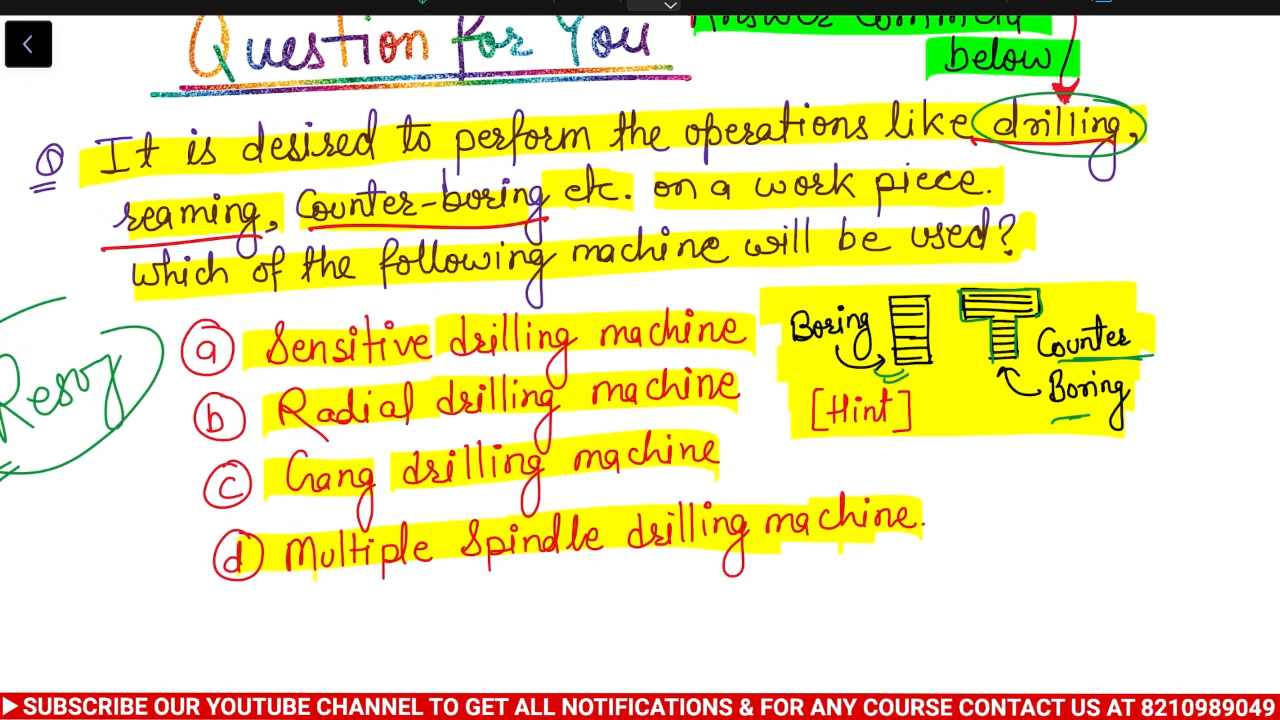 Question for You
Answer Comment
below
Q It is desired to perform the operations like drilling,
reaming, Counter-boring etc. on a work piece.
which of the following machine will be used?
a Sensitive drilling machine
b Radial drilling machine
c Gang drilling machine
d Multiple Spindle drilling machine.
Boring
Counter
Boring
[Hint]
▶ SUBSCRIBE OUR YOUTUBE CHANNEL TO GET ALL NOTIFICATIONS & FOR ANY COURSE CONTACT US AT 8210989049